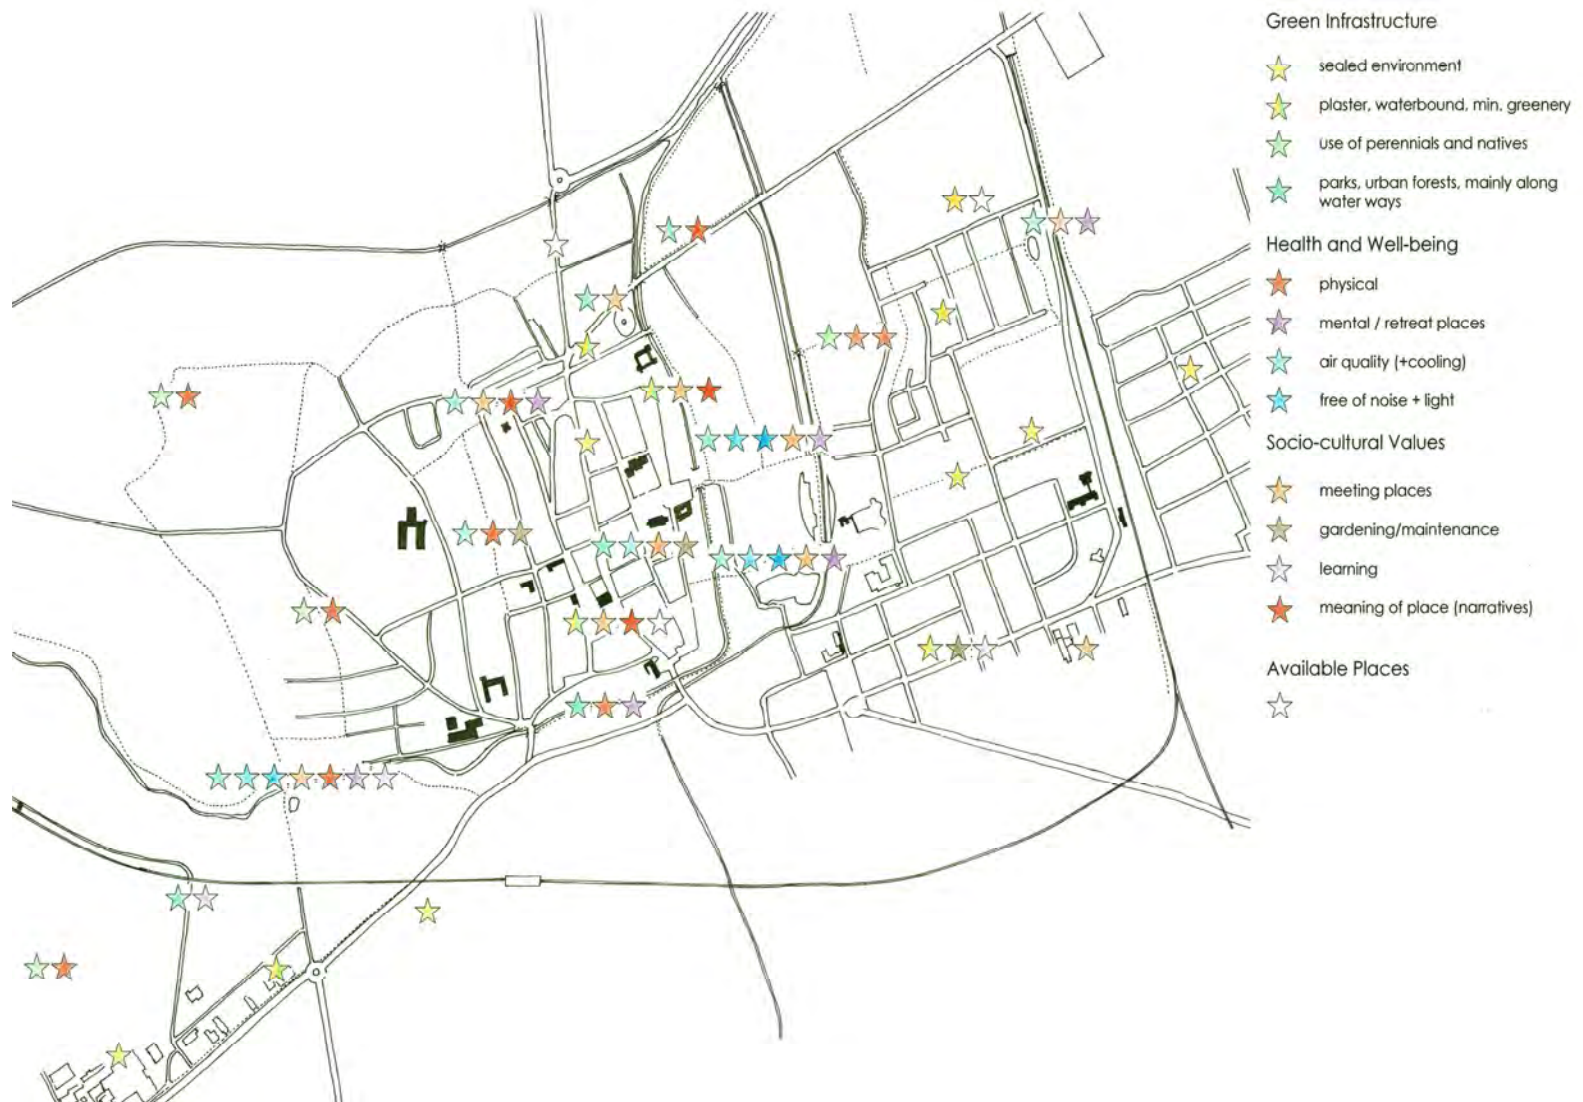 Green Infrastructure
sealed environment
plaster, waterbound, min. greenery
use of perennials and natives
parks, urban forests, mainly along
water ways
Health and Well-being
physical
mental / retreat places
air quality (+cooling)
free of noise + light
Socio-cultural Values
meeting places
gardening/maintenance
learning
meaning of place (narratives)
Available Places